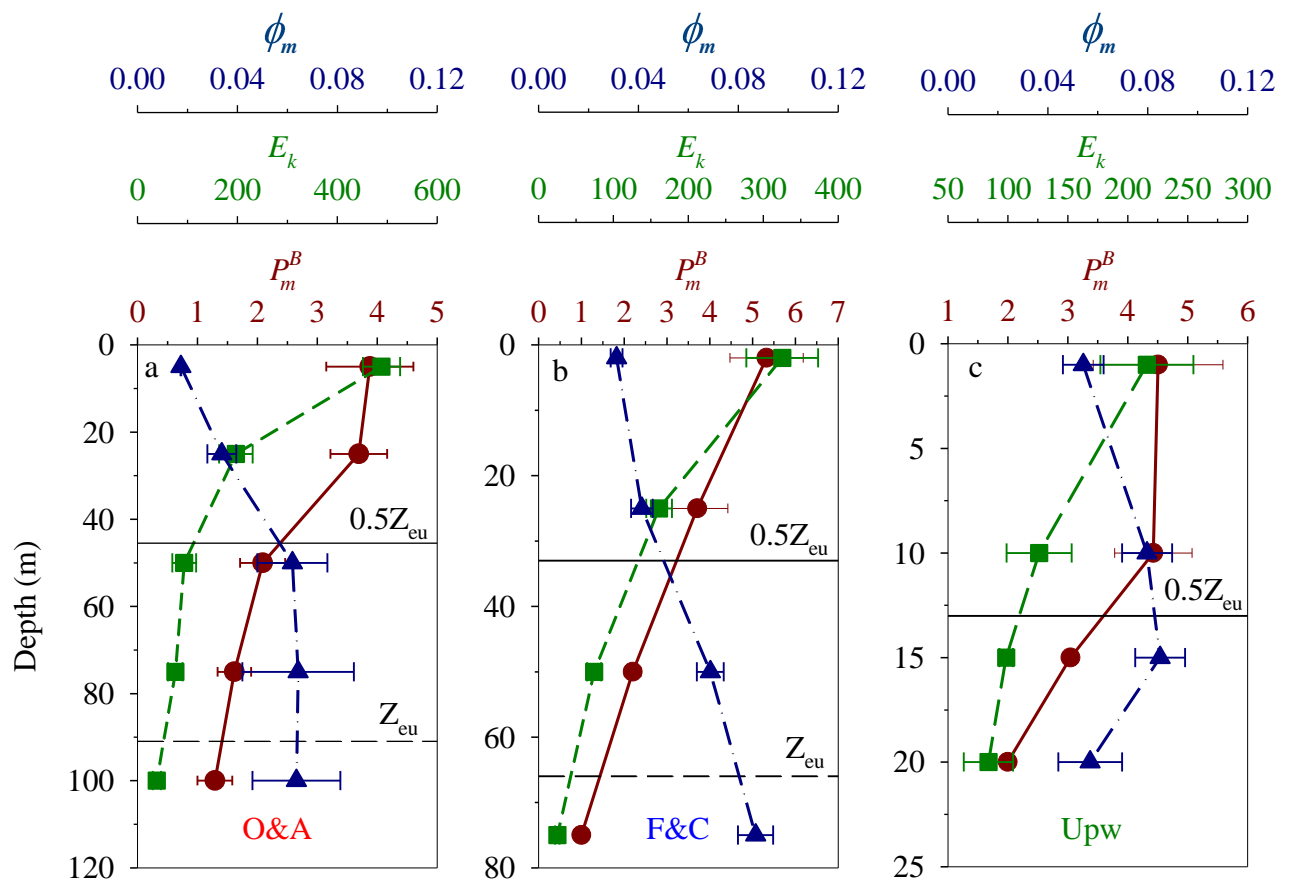 ϕm ϕm ϕm
0.00 0.04 0.08 0.12 0.00 0.04 0.08 0.12 0.00 0.04 0.08 0.12
Ek Ek Ek
0 200 400 600 0 100 200 300 400 50 100 150 200 250 300
PmB PmB PmB
0 1 2 3 4 5 0 1 2 3 4 5 6 7 1 2 3 4 5 6
Depth (m)
0
20
40
60
80
100
120
a
0.5Zeu
Zeu
O&A
0
20
40
60
80
b
0.5Zeu
Zeu
F&C
0
5
10
15
20
25
c
0.5Zeu
Upw